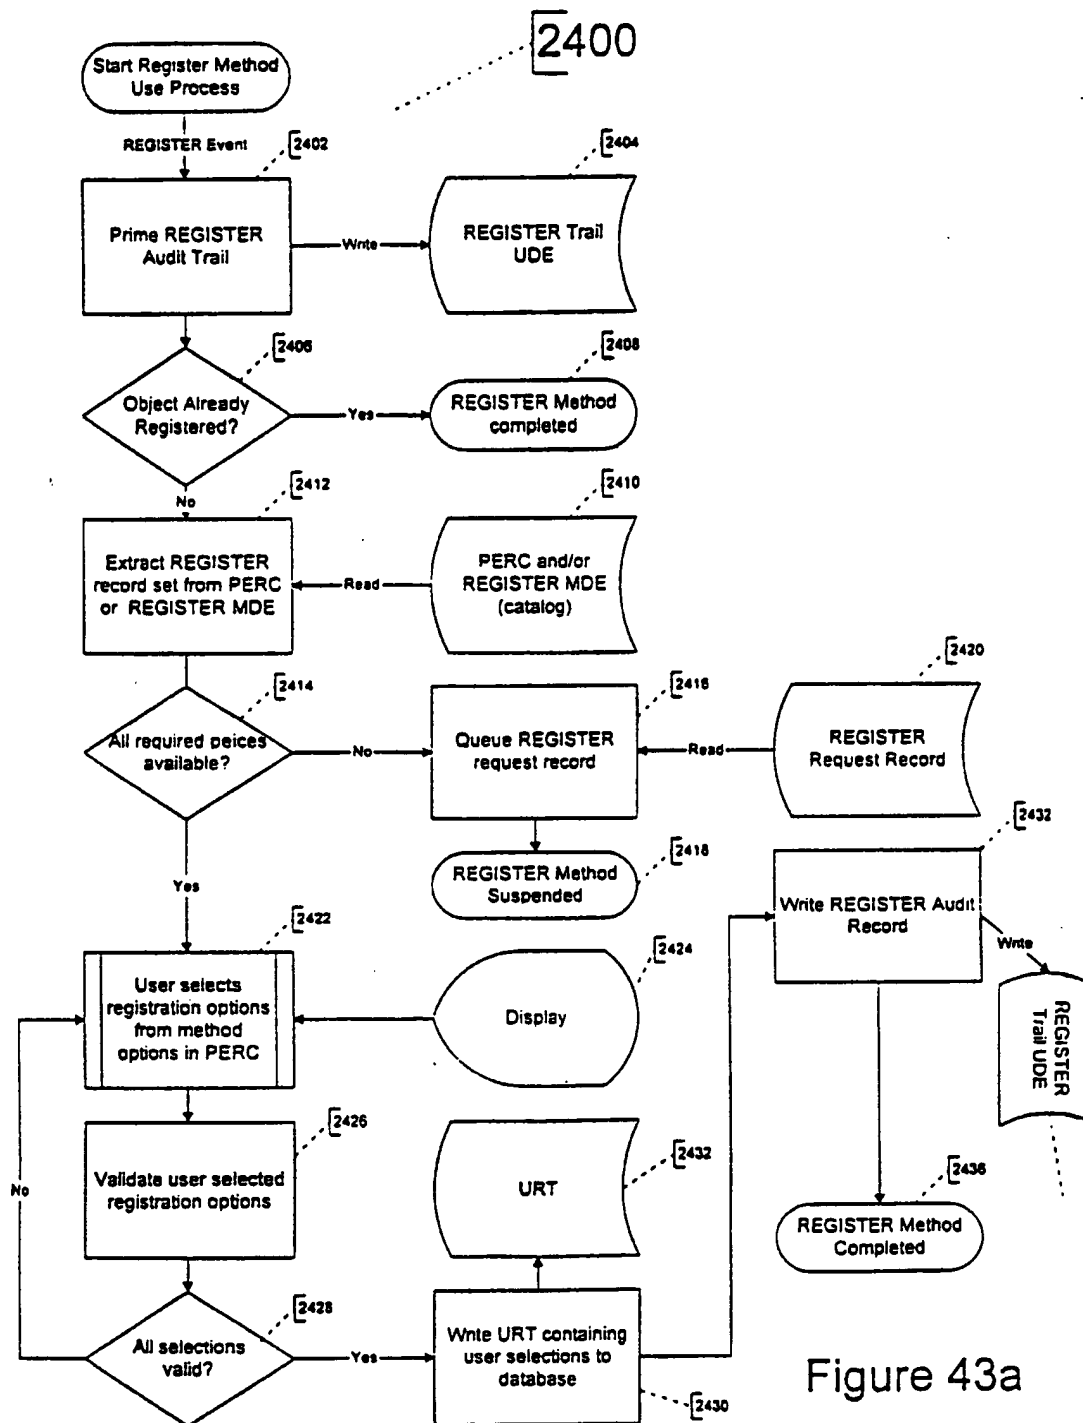 2400
Start Register Method
Use Process
REGISTER Event
2402
2404
Prime REGISTER
Audit Trail
Write
REGISTER Trail
UDE
2406
2408
Object Already
Registered?
Yes
REGISTER Method
completed
No
2412
2410
Extract REGISTER
record set from PERC
or REGISTER MDE
Read
PERC and/or
REGISTER MDE
(catalog)
2414
2416
2420
All required peices
available?
No
Queue REGISTER
request record
Read
REGISTER
Request Record
2418
REGISTER Method
Suspended
2432
Write REGISTER Audit
Record
Write
REGISTER
Trail UDE
Yes
2422
2424
User selects
registration options
from method
options in PERC
Display
2426
Validate user selected
registration options
No
2432
URT
2436
REGISTER Method
Completed
2428
All selections
valid?
Yes
Write URT containing
user selections to
database
2430
Figure 43a